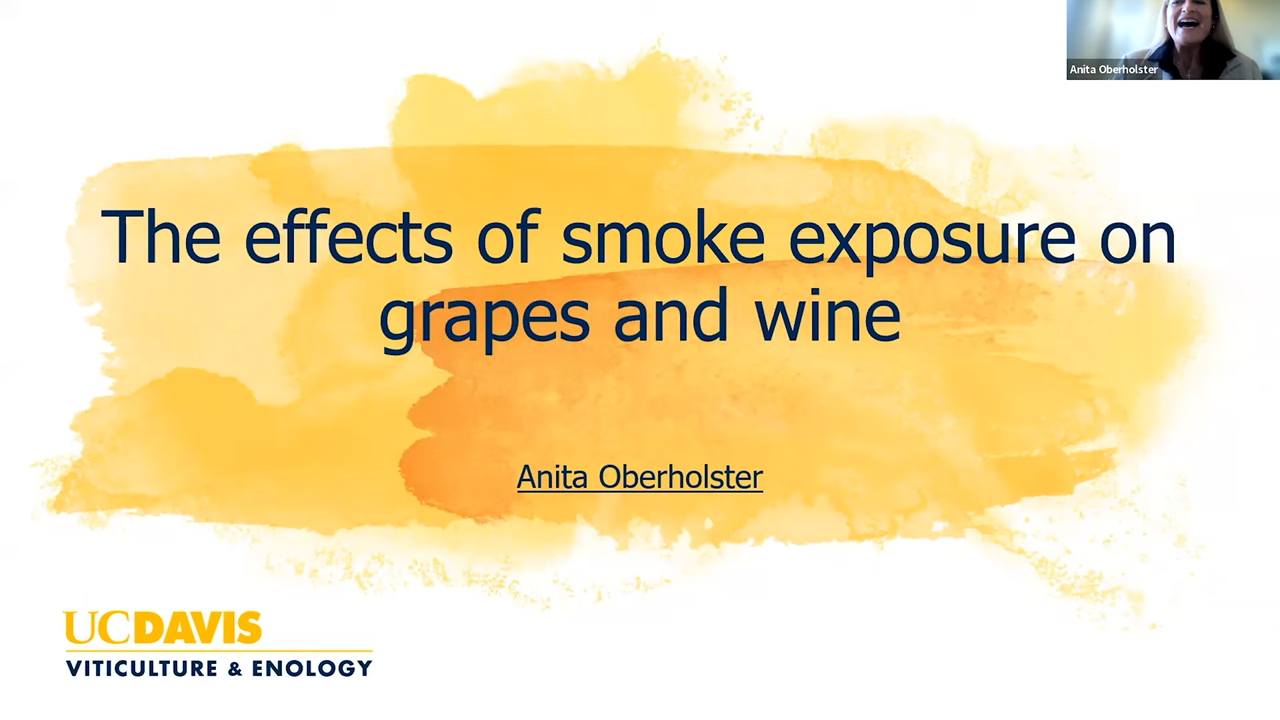 Anita Oberholster
The effects of smoke exposure on
grapes and wine
Anita Oberholster
UCDAVIS
VITICULTURE & ENOLOGY